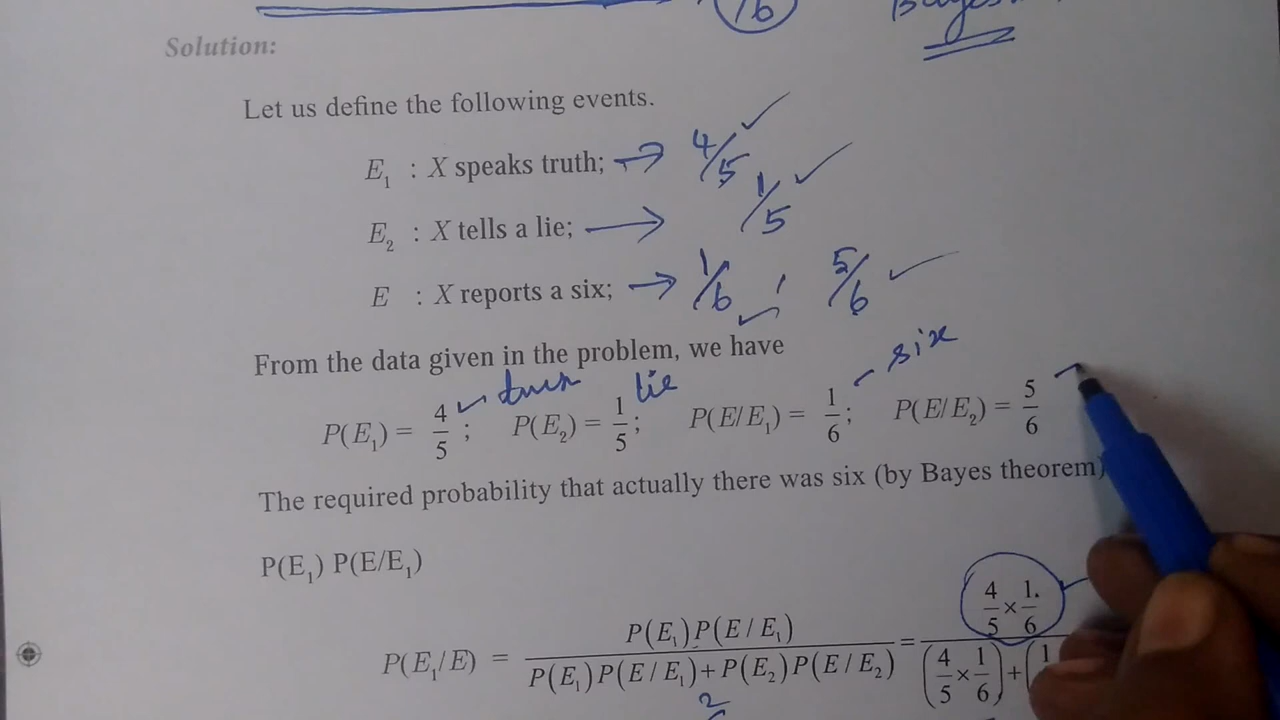 16
Solution:
Let us define the following events.
E₁ : X speaks truth; → 4/5 ✓
E₂ : X tells a lie; → 1/5 ✓
E : X reports a six; → 1/6 , 5/6 ✓
From the data given in the problem, we have
six
lie
P(E₁) = 4/5 ; P(E₂) = 1/5 ; P(E/E₁) = 1/6 ; P(E/E₂) = 5/6
The required probability that actually there was six (by Bayes theorem)
P(E₁) P(E/E₁)
P(E₁/E) = P(E₁)P(E/E₁) / P(E₁)P(E/E₁)+P(E₂)P(E/E₂) = 4/5 × 1/6 / (4/5 × 1/6)+(1
2